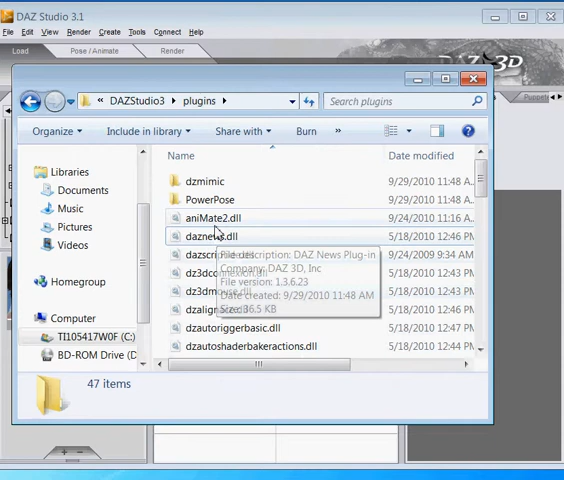 DAZ Studio 3.1
File Edit View Render Create Tools Connect Help
Load Pose / Animate Render
3D
Puppet
« DAZStudio3 plugins
Search plugins
Organize Include in library Share with Burn »
Name Date modified
Libraries
Documents
Music
Pictures
Videos
Homegroup
Computer
TI105417W0F (C:)
BD-ROM Drive (D
dzmimic 9/29/2010 11:48 A
PowerPose 9/29/2010 11:48 A
aniMate2.dll 9/24/2010 11:16 A
daznews.dll 5/18/2010 12:46 P
9/24/2009 9:34 AM
5/18/2010 12:46 P
5/18/2010 12:46 P
5/18/2010 12:47 P
dzautoriggerbasic.dll 5/18/2010 12:47 P
dzautoshaderbakeractions.dll 5/18/2010 12:44 P
File description: DAZ News Plug-in
Company: DAZ 3D, Inc
File version: 1.3.6.23
Date created: 9/29/2010 11:48 AM
Size: 36.5 KB
47 items